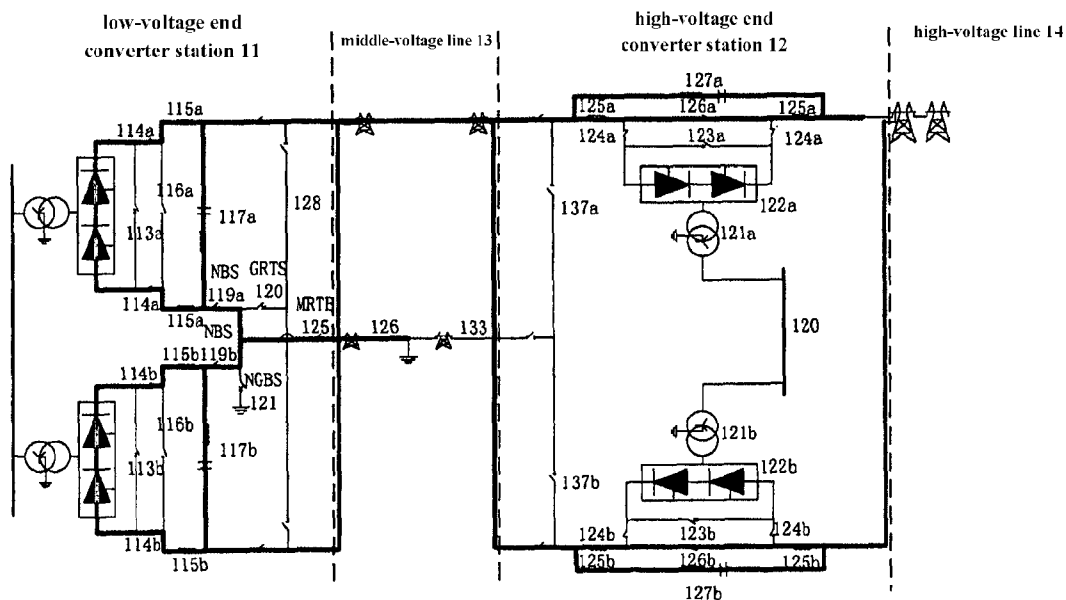 low-voltage end
converter station 11
middle-voltage line 13
high-voltage end
converter station 12
high-voltage line 14
127a
115a
125a
126a
125a
114a
124a
123a
124a
116a
128
122a
117a
137a
113a
121a
NBS
GRTS
119a
120
114a
115a
MRTB
NBS
125
126
133
120
115b
119b
114b
NGBS
121
116b
121b
117b
122b
113b
137b
114b
124b
123b
124b
115b
125b
126b
125b
127b